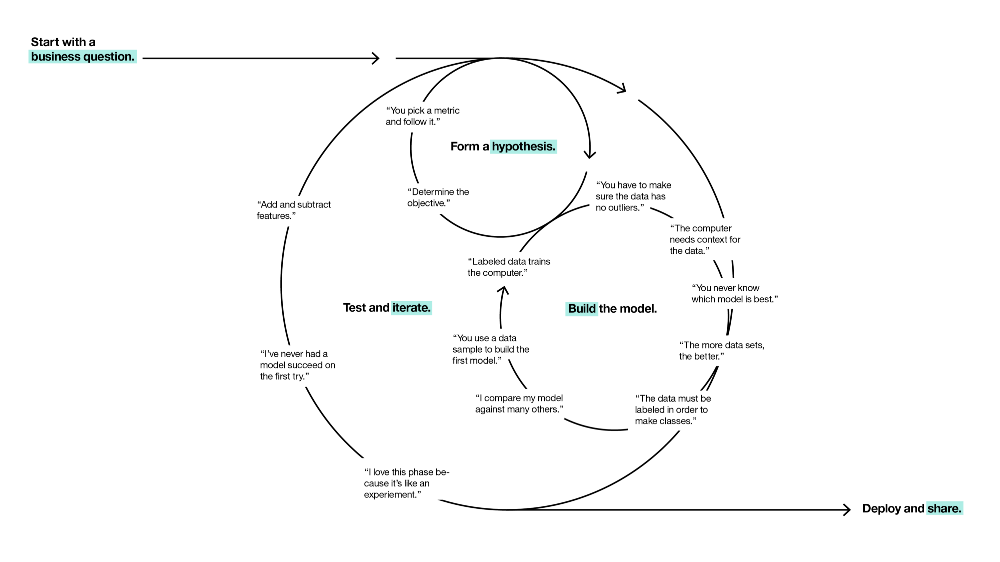 Start with a
business question.
“You pick a metric
and follow it.”
Form a hypothesis.
“Determine the
objective.”
“You have to make
sure the data has
no outliers.”
“Add and subtract
features.”
“The computer
needs context for
the data.”
“Labeled data trains
the computer.”
“You never know
which model is best.”
Test and iterate.
Build the model.
“You use a data
sample to build the
first model.”
“The more data sets,
the better.”
“I’ve never had a
model succeed on
the first try.”
“I compare my model
against many others.”
“The data must be
labeled in order to
make classes.”
“I love this phase be-
cause it’s like an
experiement.”
Deploy and share.